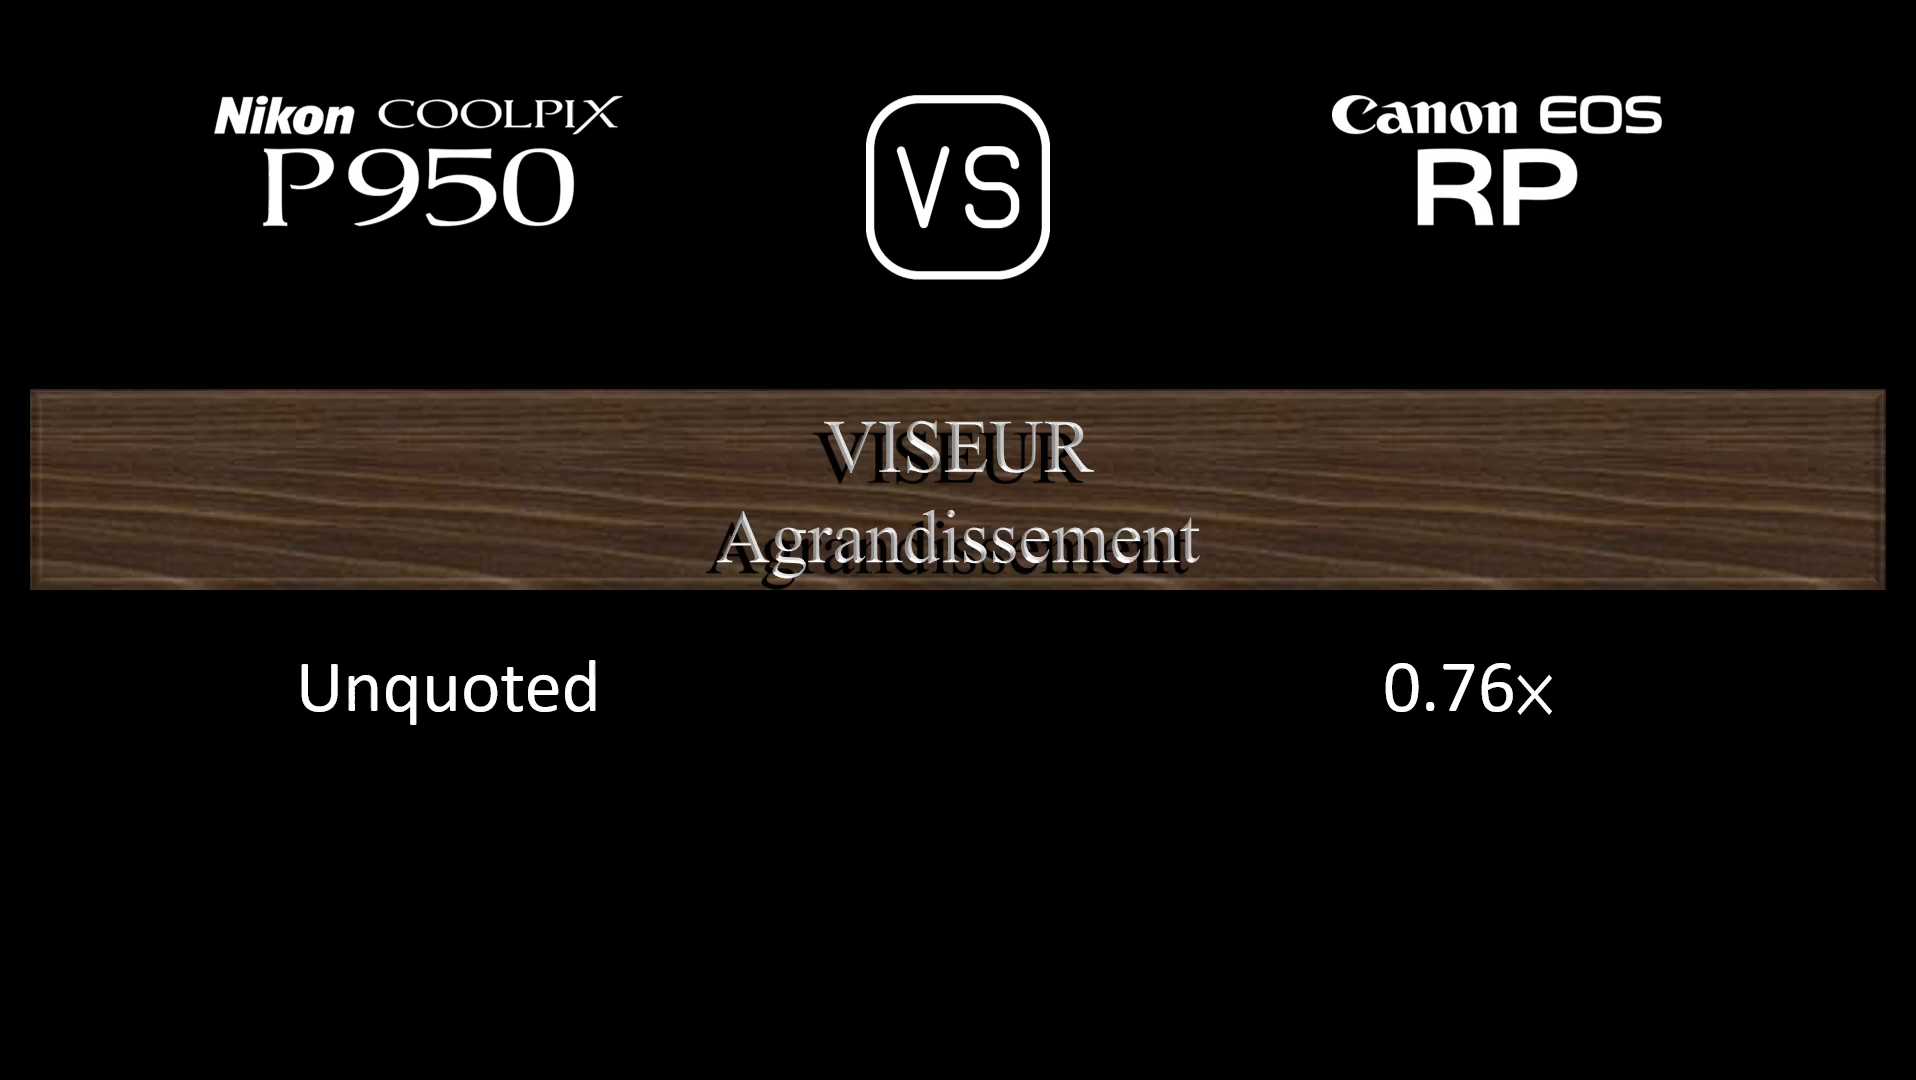 Nikon COOLPIX
P950
VS
Canon EOS
RP
VISEUR
Agrandissement
Unquoted
0.76x